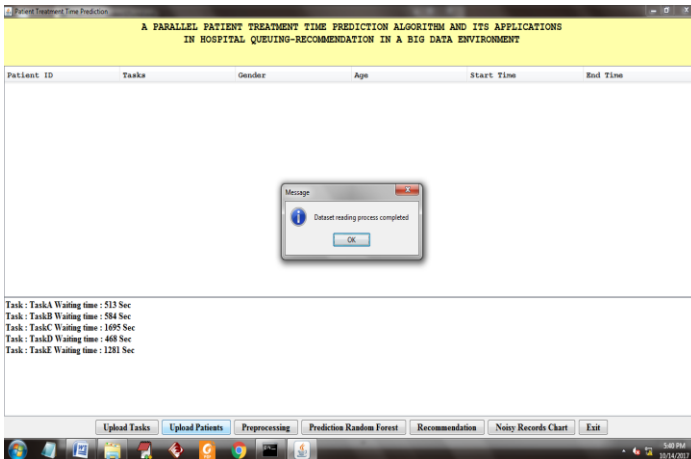 Patient Treatment Time Prediction
A PARALLEL PATIENT TREATMENT TIME PREDICTION ALGORITHM AND ITS APPLICATIONS
IN HOSPITAL QUEUING-RECOMMENDATION IN A BIG DATA ENVIRONMENT
Patient ID Tasks Gender Age Start Time End Time
Message
Dataset reading process completed
OK
Task : TaskA Waiting time : 513 Sec
Task : TaskB Waiting time : 584 Sec
Task : TaskC Waiting time : 1695 Sec
Task : TaskD Waiting time : 468 Sec
Task : TaskE Waiting time : 1281 Sec
Upload Tasks Upload Patients Preprocessing Prediction Random Forest Recommendation Noisy Records Chart Exit
5:40 PM
10/14/2017